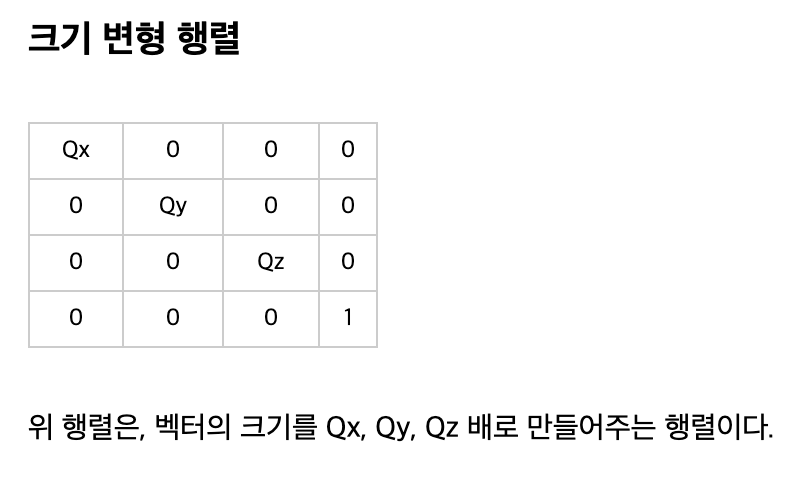 크기 변형 행렬
Qx 0 0 0
0 Qy 0 0
0 0 Qz 0
0 0 0 1
위 행렬은, 벡터의 크기를 Qx, Qy, Qz 배로 만들어주는 행렬이다.